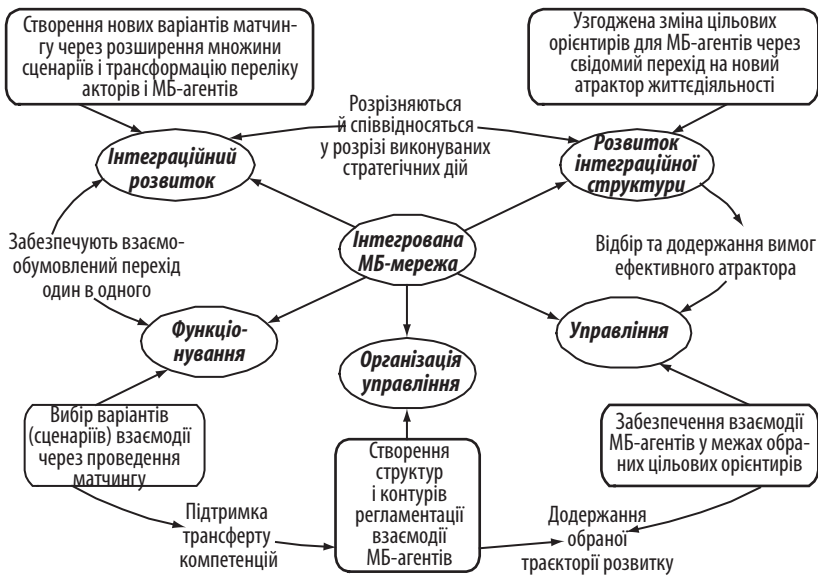 Створення нових варіантів матчин-
гу через розширення множини
сценаріїв і трансформацію переліку
акторів і МБ-агентів
Узгоджена зміна цільових
орієнтирів для МБ-агентів через
свідомий перехід на новий
атрактор життєдіяльності
Розрізняються
й співвідносяться
у розрізі виконуваних
стратегічних дій
Інтеграційний
розвиток
Розвиток
інтеграційної
структури
Забезпечують взаємо-
обумовлений перехід
один в одного
Інтегрована
МБ-мережа
Відбір та додержання вимог
ефективного атрактора
Функціо-
нування
Організація
управління
Управління
Вибір варіантів
(сценаріїв) взаємодії
через проведення
матчингу
Створення
структур
і контурів
регламентації
взаємодії
МБ-агентів
Забезпечення взаємодії
МБ-агентів у межах обра-
них цільових орієнтирів
Підтримка
трансферту
компетенцій
Додержання
обраної
траєкторії розвитку